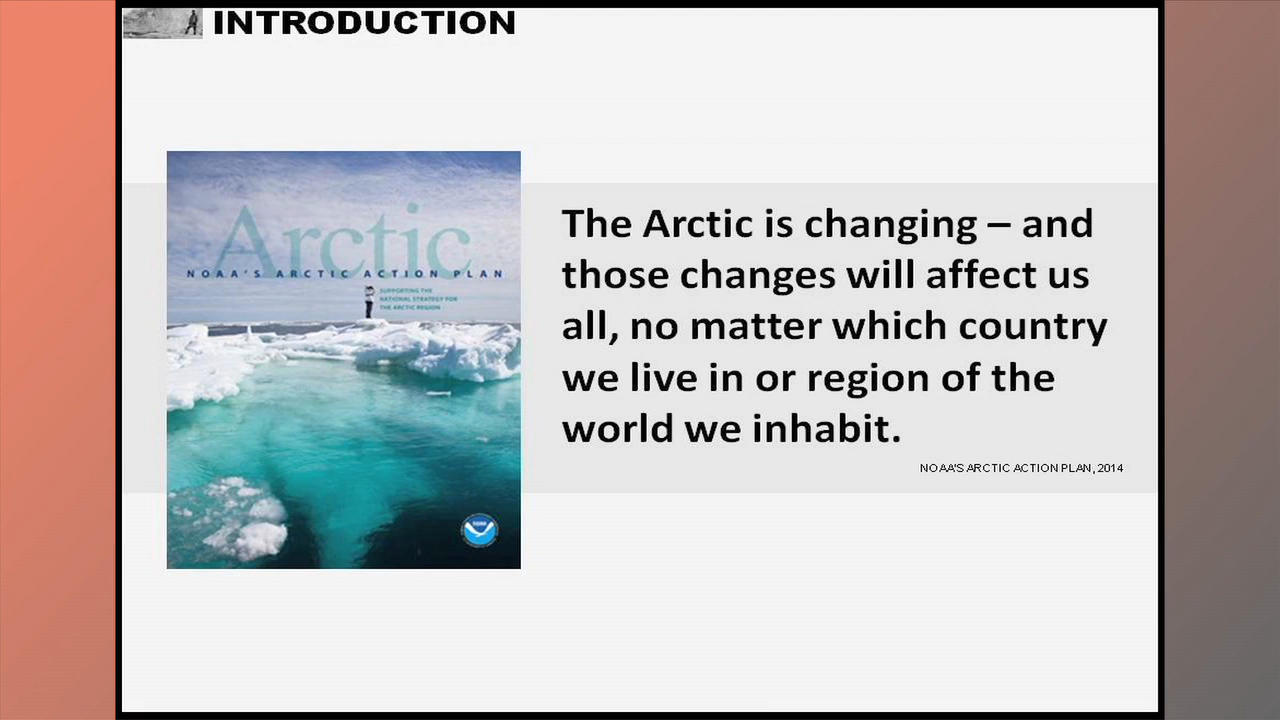 INTRODUCTION
Arctic
NOAA'S ARCTIC ACTION PLAN
SUPPORTING THE
NATIONAL STRATEGY FOR
THE ARCTIC REGION
NOAA
The Arctic is changing – and
those changes will affect us
all, no matter which country
we live in or region of the
world we inhabit.
NOAA'S ARCTIC ACTION PLAN, 2014